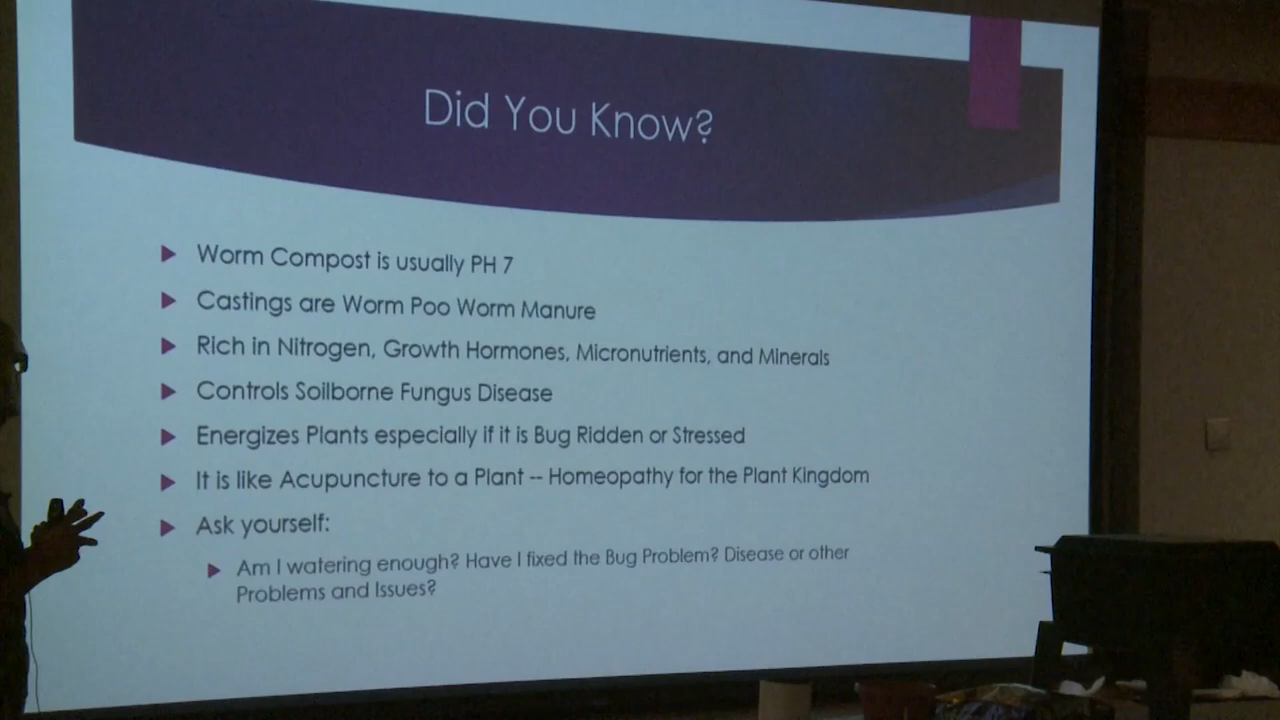 Did You Know?
Worm Compost is usually PH 7
Castings are Worm Poo Worm Manure
Rich in Nitrogen, Growth Hormones, Micronutrients, and Minerals
Controls Soilborne Fungus Disease
Energizes Plants especially if it is Bug Ridden or Stressed
It is like Acupuncture to a Plant -- Homeopathy for the Plant Kingdom
Ask yourself:
Am I watering enough? Have I fixed the Bug Problem? Disease or other
Problems and Issues?